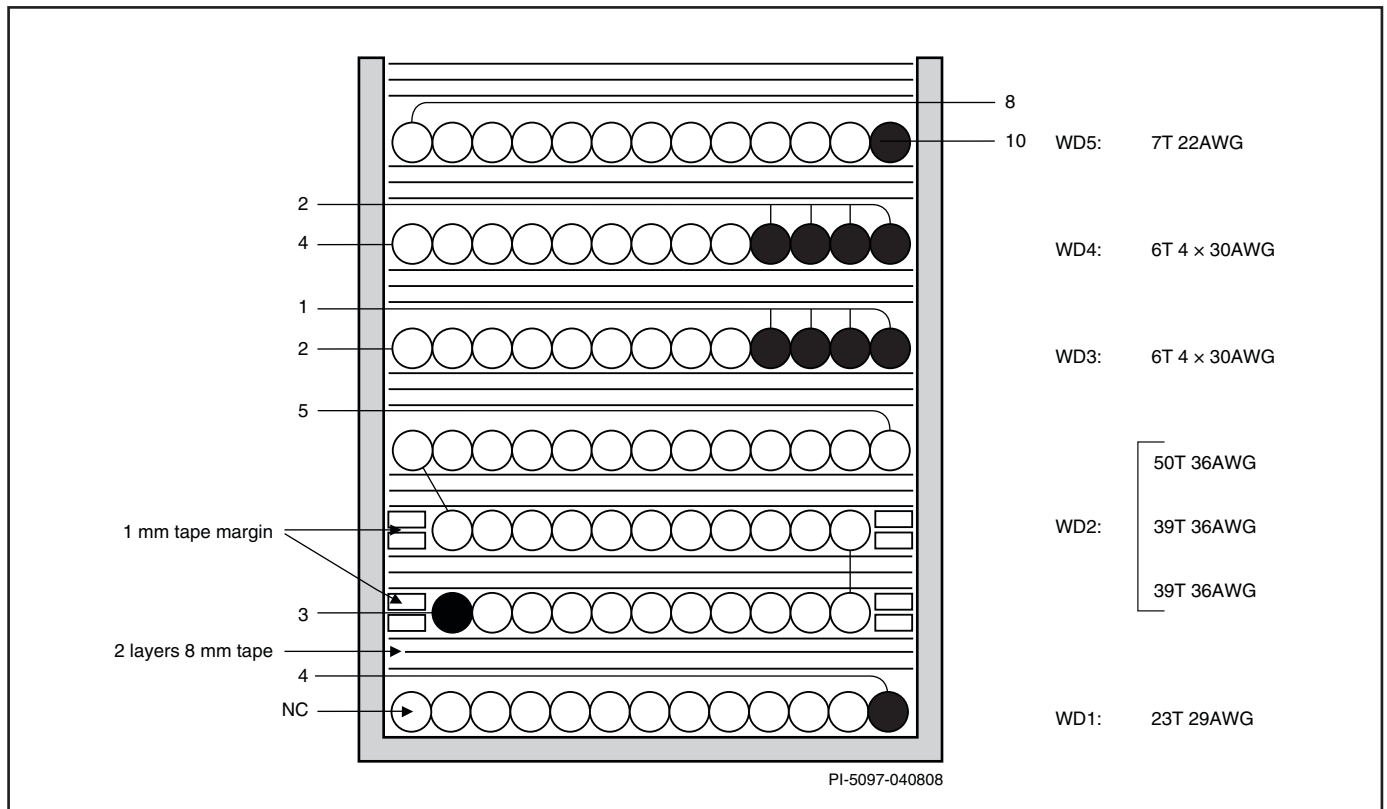 8
10
WD5: 7T 22AWG
2
4
WD4: 6T 4 × 30AWG
1
2
WD3: 6T 4 × 30AWG
5
50T 36AWG
1 mm tape margin
WD2: 39T 36AWG
39T 36AWG
3
2 layers 8 mm tape
4
NC
WD1: 23T 29AWG
PI-5097-040808